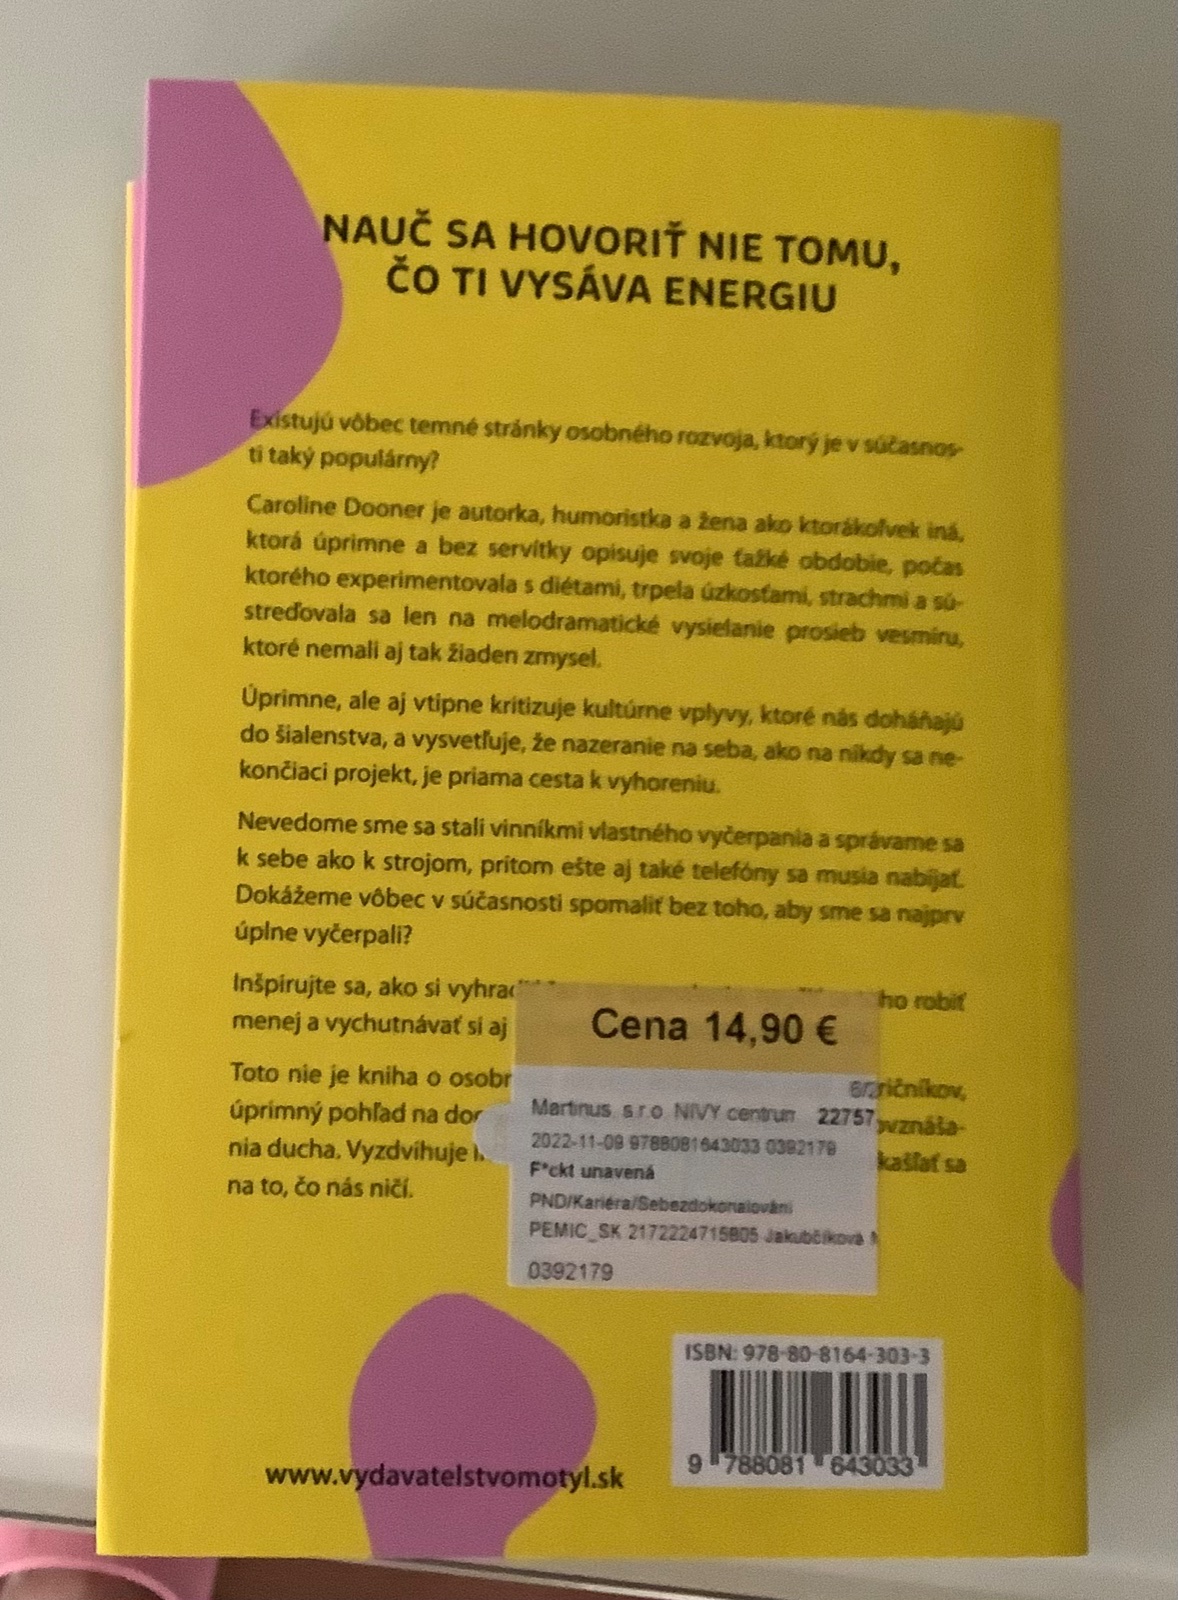 NAUČ SA HOVORIŤ NIE TOMU,
ČO TI VYSÁVA ENERGIU
Existujú vôbec temné stránky osobného rozvoja, ktorý je v súčasnos-
ti taký populárny?
Caroline Dooner je autorka, humoristka a žena ako ktorákoľvek iná,
ktorá úprimne a bez servítky opisuje svoje ťažké obdobie, počas
ktorého experimentovala s diétami, trpela úzkosťami, strachmi a sú-
streďovala sa len na melodramatické vysielanie prosieb vesmíru,
ktoré nemali aj tak žiaden zmysel.
Úprimne, ale aj vtipne kritizuje kultúrne vplyvy, ktoré nás doháňajú
do šialenstva, a vysvetľuje, že nazeranie na seba, ako na nikdy sa ne-
končiaci projekt, je priama cesta k vyhoreniu.
Nevedome sme sa stali vinníkmi vlastného vyčerpania a správame sa
k sebe ako k strojom, pritom ešte aj také telefóny sa musia nabíjať.
Dokážeme vôbec v súčasnosti spomaliť bez toho, aby sme sa najprv
úplne vyčerpali?
Inšpirujte sa, ako si robiť
menej a vychutnávať si aj
Toto nie je kniha o
úprimný pohľad na
nia ducha. Vyzdvihuje kašľať sa
na to, čo nás ničí.
Cena 14,90 €
Martinus s.r.o NIVY centrum 22757
2022-11-09 9788081643033 0392179
F*ckt unavená
PND/Kariéra/Sebezdokonalování
PEMIC_SK 2172224715805 Jakubčíková
0392179
ISBN: 978-80-8164-303-3
9 788081 643033
www.vydavatelstvomotyl.sk